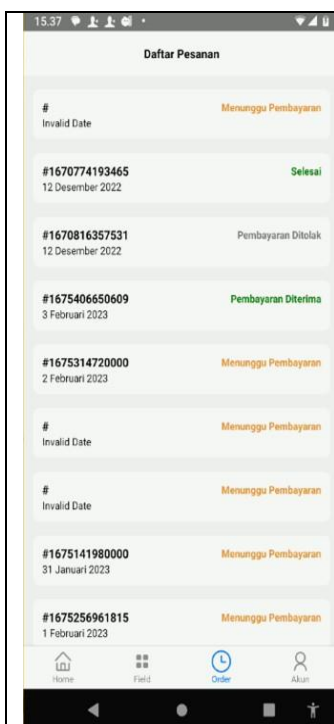 15.37
Daftar Pesanan
# Menunggu Pembayaran
Invalid Date
#1670774193465 Selesai
12 Desember 2022
#1670816357531 Pembayaran Ditolak
12 Desember 2022
#1675406650609 Pembayaran Diterima
3 Februari 2023
#1675314720000 Menunggu Pembayaran
2 Februari 2023
# Menunggu Pembayaran
Invalid Date
# Menunggu Pembayaran
Invalid Date
#1675141980000 Menunggu Pembayaran
31 Januari 2023
#1675256961815 Menunggu Pembayaran
1 Februari 2023
Home Field Order Akun